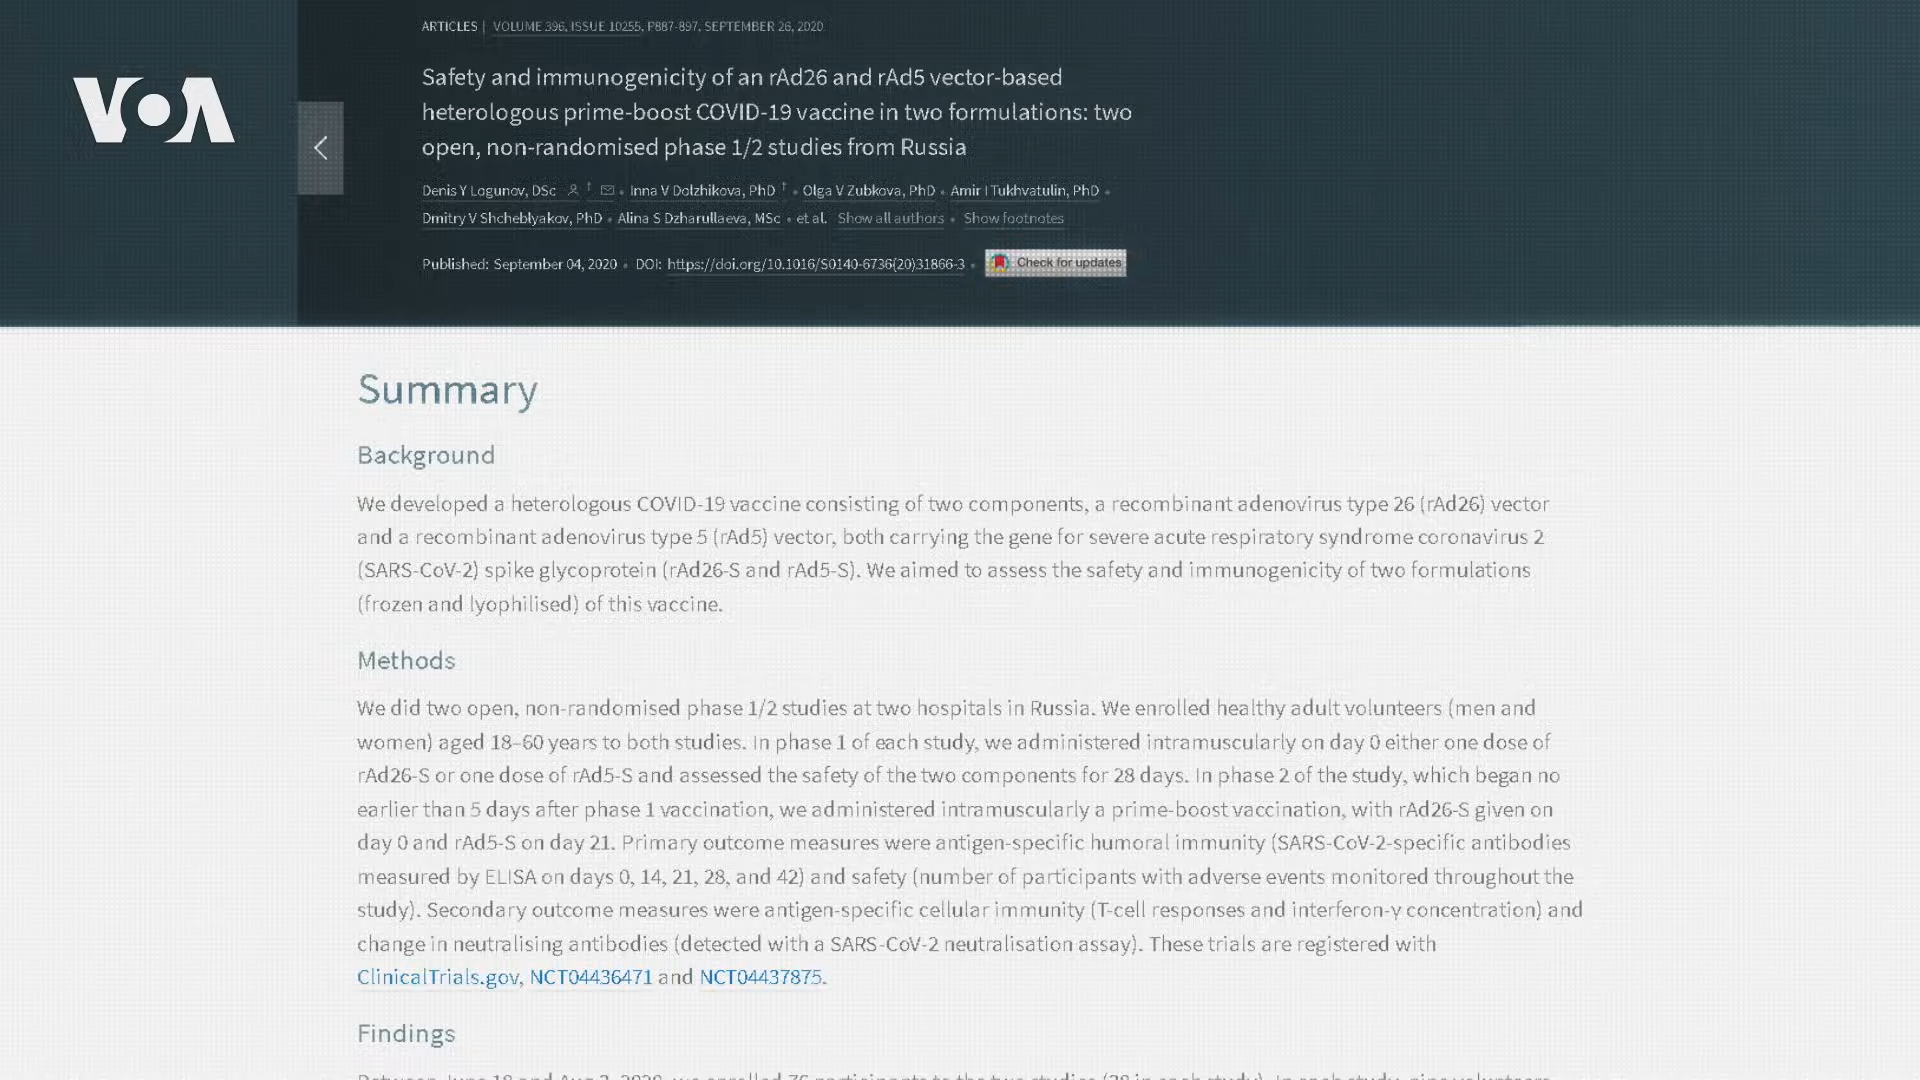 VOA
ARTICLES | VOLUME 396, ISSUE 10255, P887-897, SEPTEMBER 26, 2020
Safety and immunogenicity of an rAd26 and rAd5 vector-based
heterologous prime-boost COVID-19 vaccine in two formulations: two
open, non-randomised phase 1/2 studies from Russia
Denis Y Logunov, DSc † • Inna V Dolzhikova, PhD † • Olga V Zubkova, PhD • Amir I Tukhvatulin, PhD •
Dmitry V Shcheblyakov, PhD • Alina S Dzharullaeva, MSc • et al. Show all authors • Show footnotes
Published: September 04, 2020 • DOI: https://doi.org/10.1016/S0140-6736(20)31866-3 • Check for updates
Summary
Background
We developed a heterologous COVID-19 vaccine consisting of two components, a recombinant adenovirus type 26 (rAd26) vector
and a recombinant adenovirus type 5 (rAd5) vector, both carrying the gene for severe acute respiratory syndrome coronavirus 2
(SARS-CoV-2) spike glycoprotein (rAd26-S and rAd5-S). We aimed to assess the safety and immunogenicity of two formulations
(frozen and lyophilised) of this vaccine.
Methods
We did two open, non-randomised phase 1/2 studies at two hospitals in Russia. We enrolled healthy adult volunteers (men and
women) aged 18–60 years to both studies. In phase 1 of each study, we administered intramuscularly on day 0 either one dose of
rAd26-S or one dose of rAd5-S and assessed the safety of the two components for 28 days. In phase 2 of the study, which began no
earlier than 5 days after phase 1 vaccination, we administered intramuscularly a prime-boost vaccination, with rAd26-S given on
day 0 and rAd5-S on day 21. Primary outcome measures were antigen-specific humoral immunity (SARS-CoV-2-specific antibodies
measured by ELISA on days 0, 14, 21, 28, and 42) and safety (number of participants with adverse events monitored throughout the
study). Secondary outcome measures were antigen-specific cellular immunity (T-cell responses and interferon-γ concentration) and
change in neutralising antibodies (detected with a SARS-CoV-2 neutralisation assay). These trials are registered with
ClinicalTrials.gov, NCT04436471 and NCT04437875.
Findings